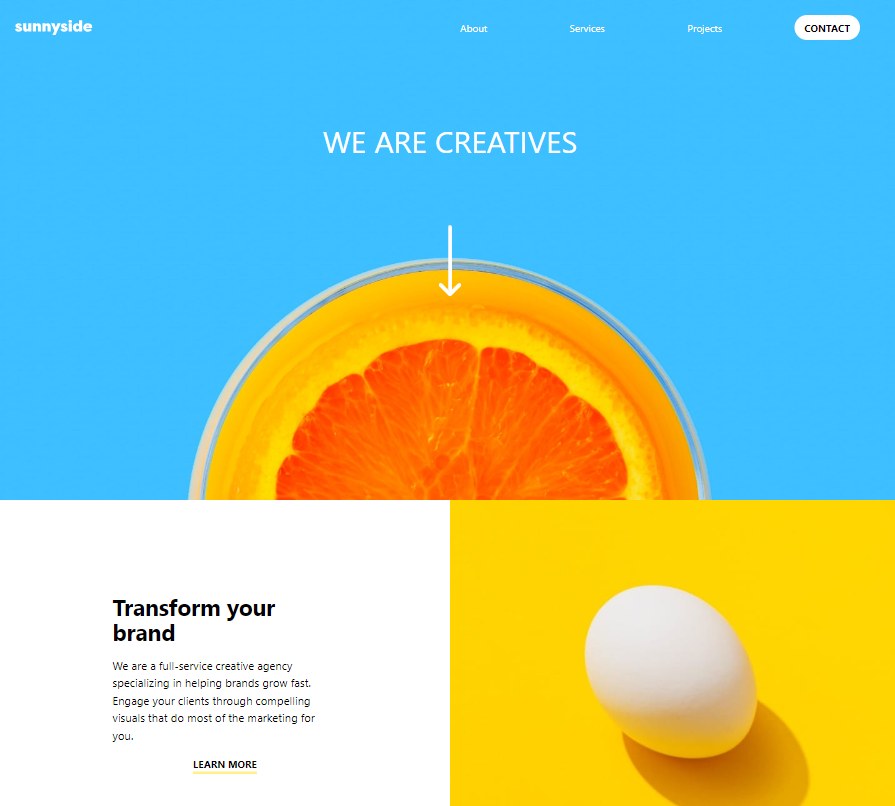 sunnyside
About Services Projects CONTACT
WE ARE CREATIVES
Transform your
brand
We are a full-service creative agency
specializing in helping brands grow fast.
Engage your clients through compelling
visuals that do most of the marketing for
you.
LEARN MORE